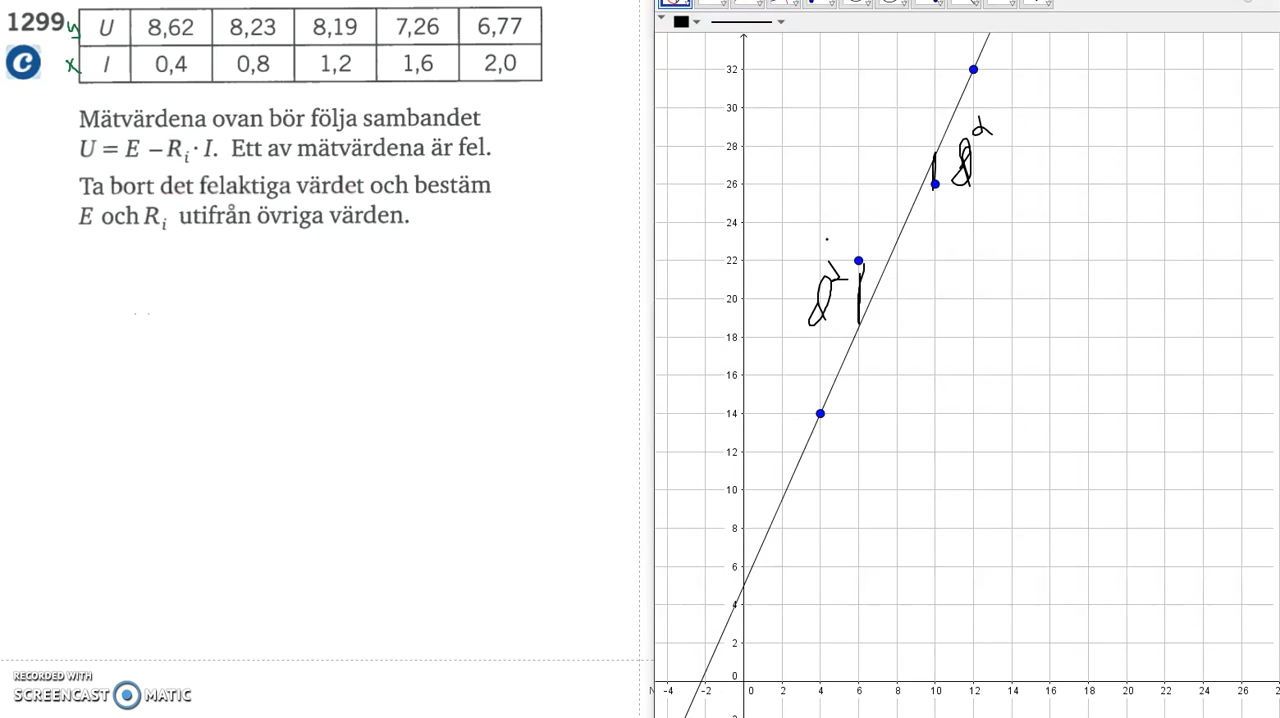 1299 y U 8,62 8,23 8,19 7,26 6,77
C x I 0,4 0,8 1,2 1,6 2,0
Mätvärdena ovan bör följa sambandet
U = E – Ri · I. Ett av mätvärdena är fel.
Ta bort det felaktiga värdet och bestäm
E och Ri utifrån övriga värden.
RECORDED WITH
SCREENCAST MATIC
32
30
28
26
24
22
20
18
16
14
12
10
8
6
4
2
0
-4 -2 0 2 4 6 8 10 12 14 16 18 20 22 24 26